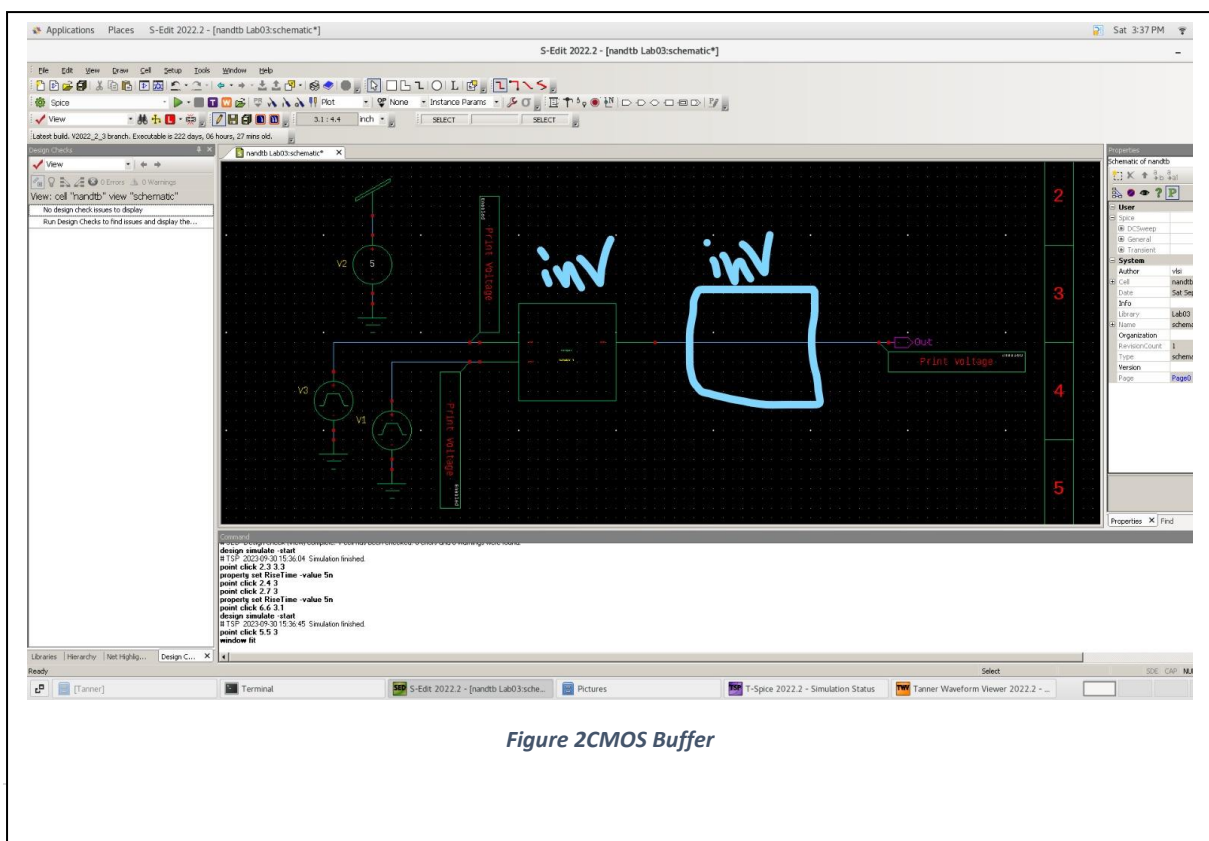 Applications Places S-Edit 2022.2 - [nandtb Lab03:schematic*] Sat 3:37 PM
S-Edit 2022.2 - [nandtb Lab03:schematic*]
File Edit View Draw Cell Setup Tools Window Help
Spice Plot None Instance Params
View 3.1 : 4.4 inch SELECT SELECT
Latest build. V2022_2_3 branch. Executable is 222 days, 06 hours, 27 mins old.
Design Checks
View
0 Errors 0 Warnings
View: cell "nandtb" view "schematic"
No design check issues to display
Run Design Checks to find issues and display the...
nandtb Lab03:schematic*
2
3
4
5
V2
5
Print Voltage
Enabled
inv
inv
V3
V1
Print Voltage
Enabled
Out
Print Voltage
Enabled
Properties
Schematic of nandtb
User
Spice
DCSweep
General
Transient
System
Author vlsi
Cell nandtb
Date Sat Sep
Info
Library Lab03
Name schema
Organization
RevisionCount 1
Type schema
Version
Page Page0
Properties Find
Command
design simulate -start
# TSP 2023-09-30 15:36:04 Simulation finished.
point click 2.3 3.3
property set RiseTime -value 5n
point click 2.4 3
point click 2.7 3
property set RiseTime -value 5n
point click 6.6 3.1
design simulate -start
# TSP 2023-09-30 15:36:45 Simulation finished.
point click 5.5 3
window fit
Libraries Hierarchy Net Highlig... Design C...
Ready Select SDE CAP NU
[Tanner] Terminal S-Edit 2022.2 - [nandtb Lab03:sche... Pictures T-Spice 2022.2 - Simulation Status Tanner Waveform Viewer 2022.2 - ...
Figure 2CMOS Buffer